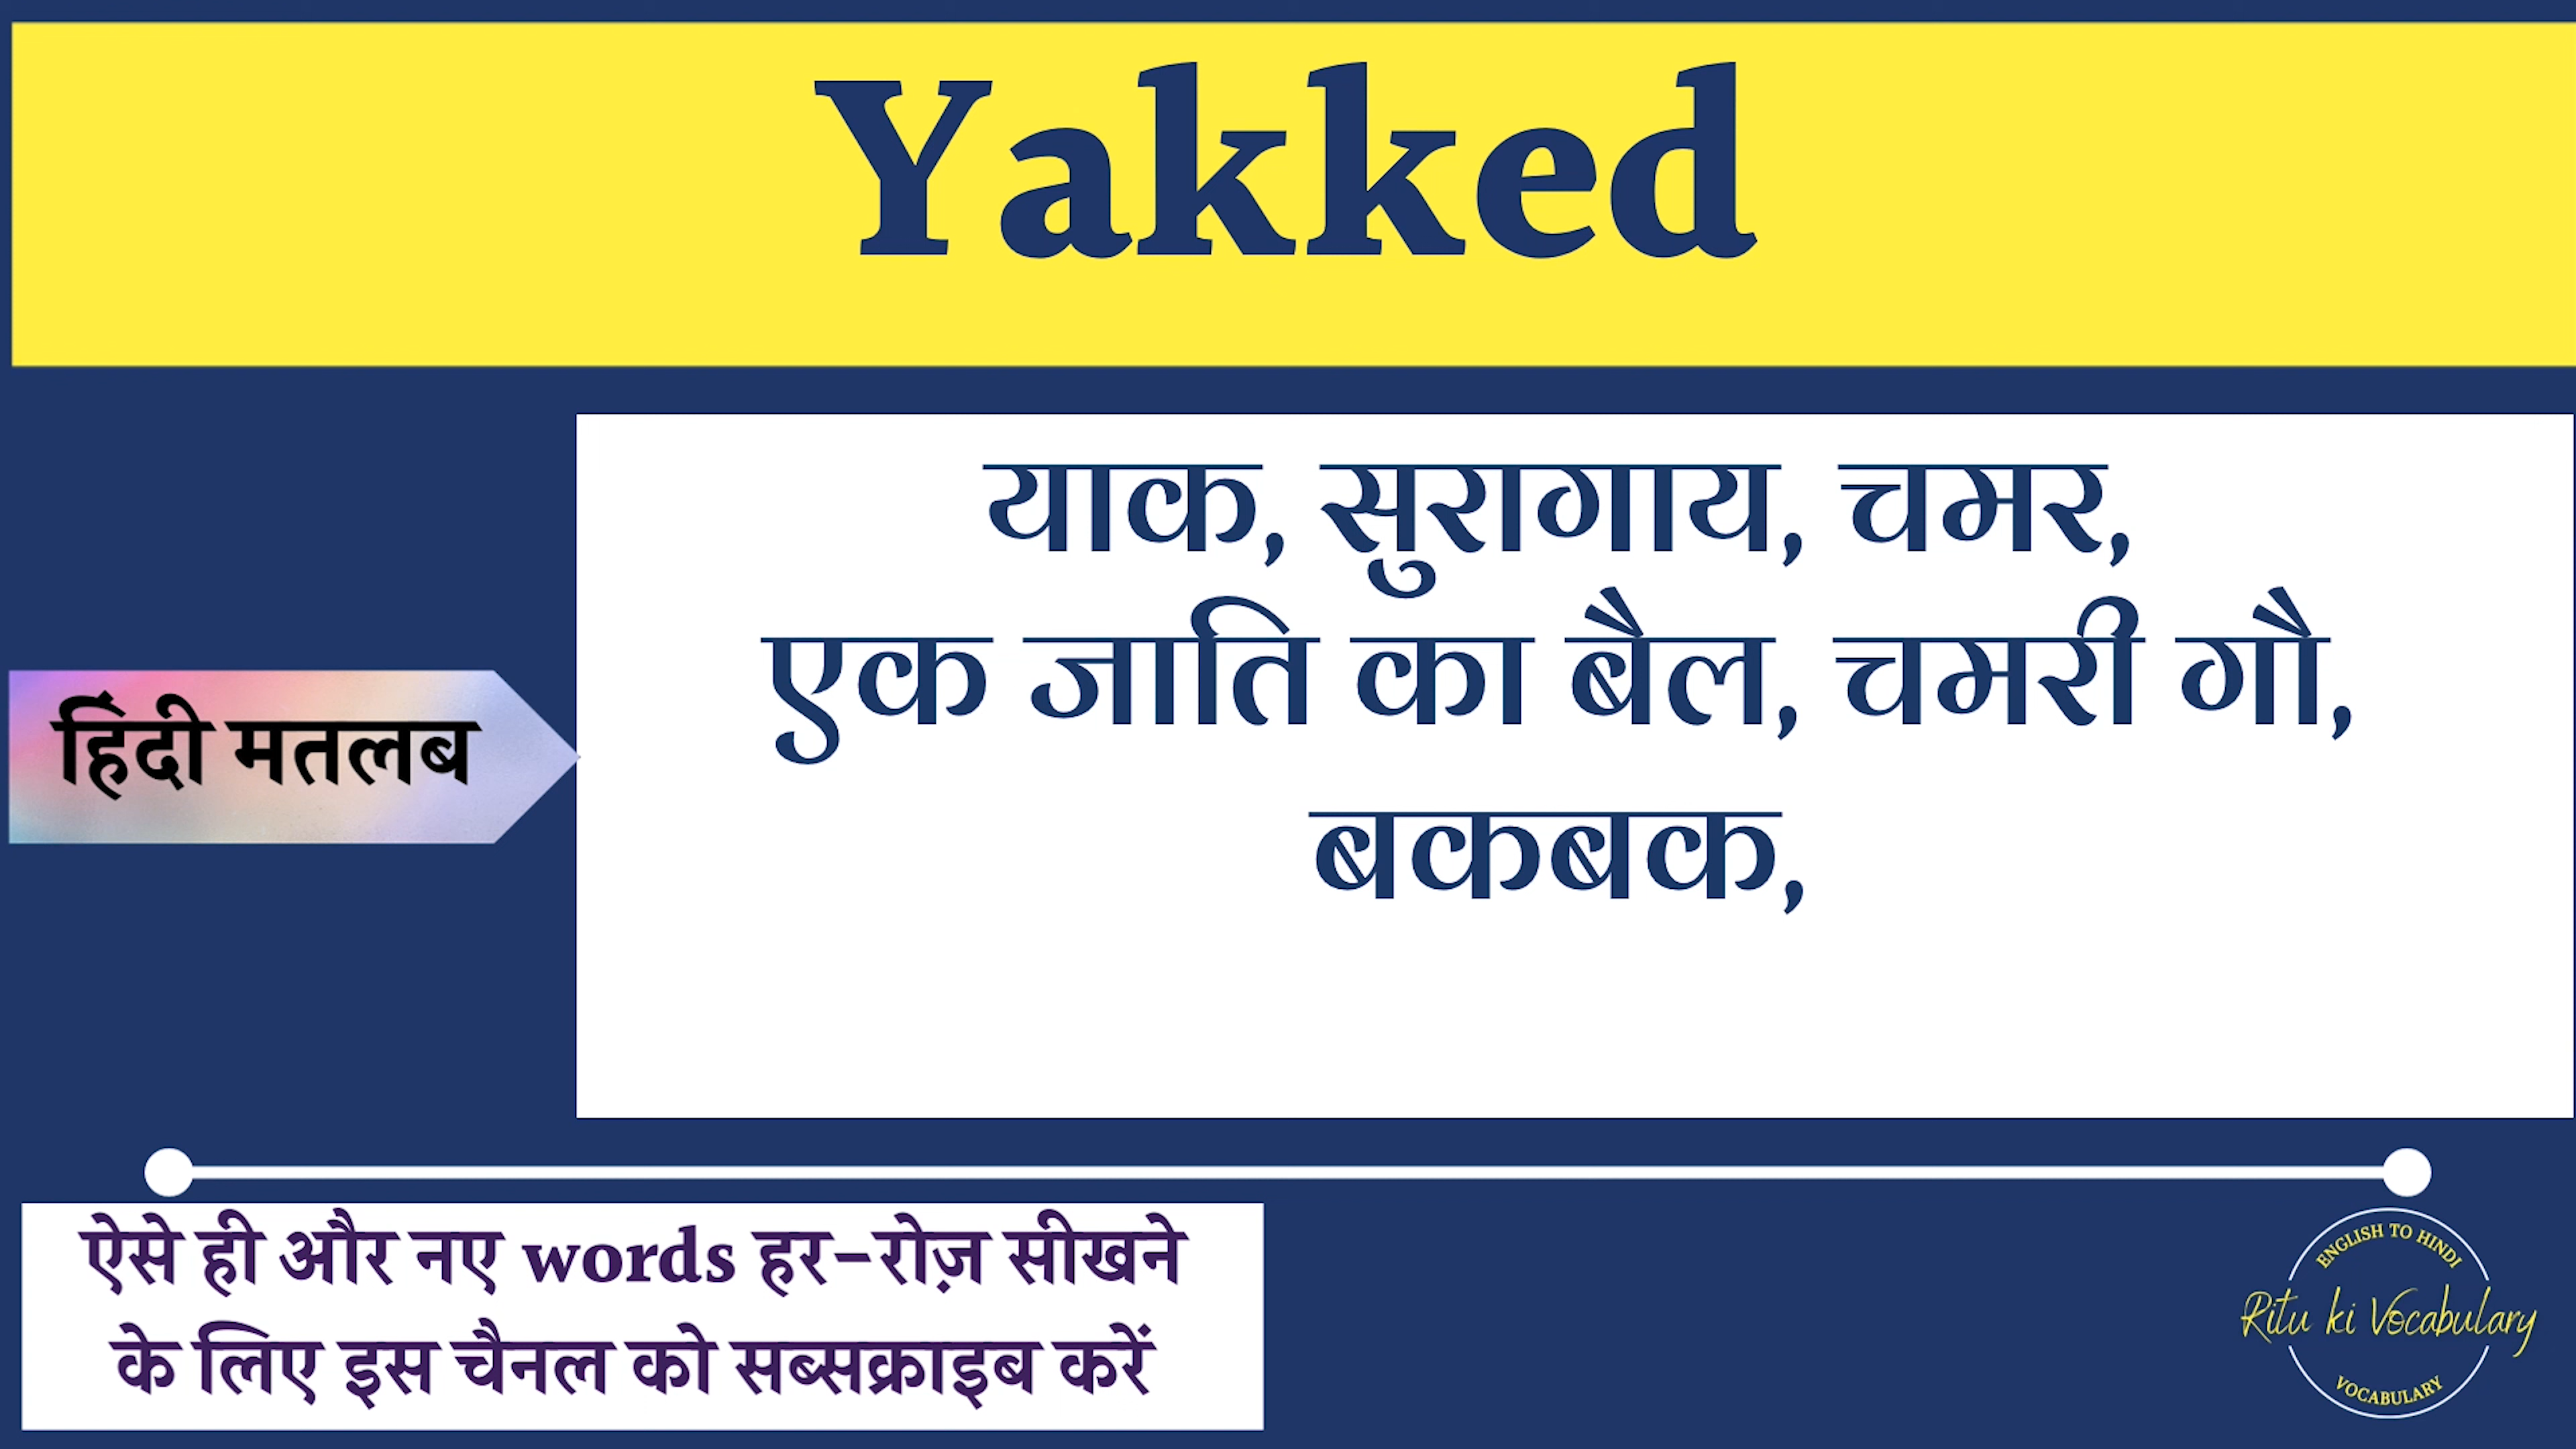 Yakked
याक, सुरागाय, चमर,
एक जाति का बैल, चमरी गौ,
बकबक,
हिंदी मतलब
ऐसे ही और नए words हर-रोज़ सीखने
के लिए इस चैनल को सब्सक्राइब करें
ENGLISH TO HINDI
Ritu ki Vocabulary
VOCABULARY